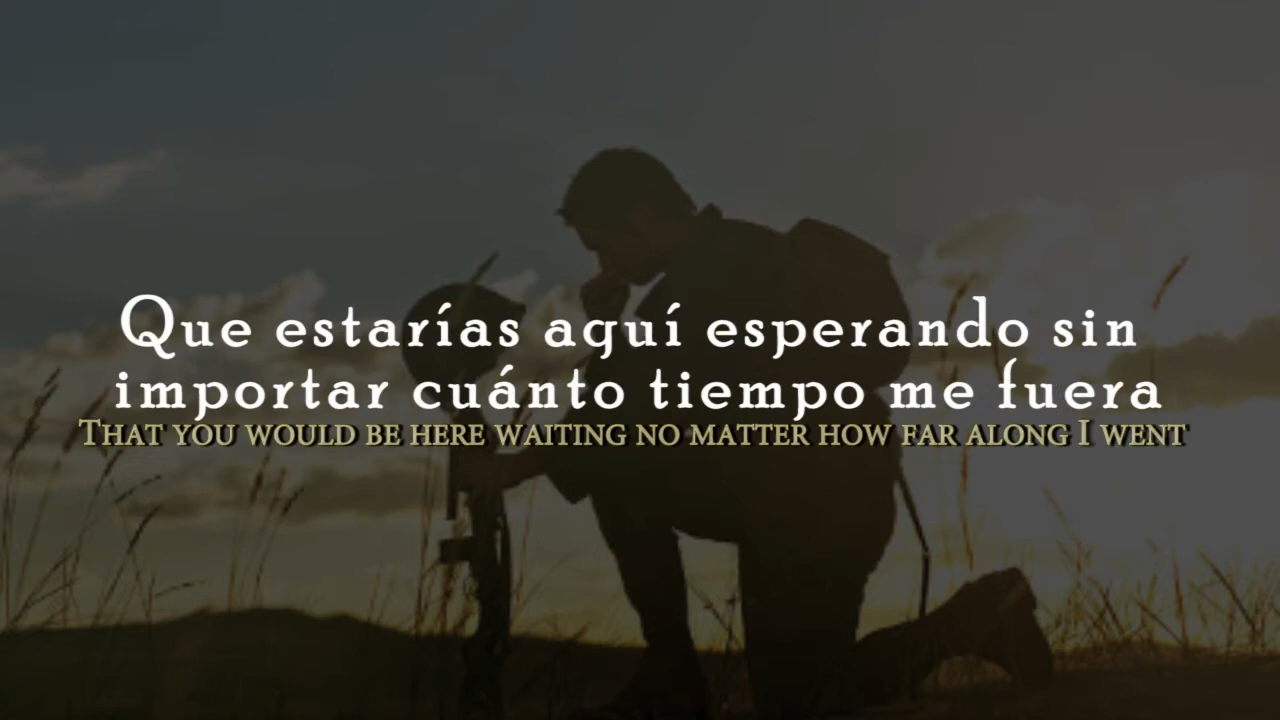 Que estarías aquí esperando sin
importar cuánto tiempo me fuera
That you would be here waiting no matter how far along I went